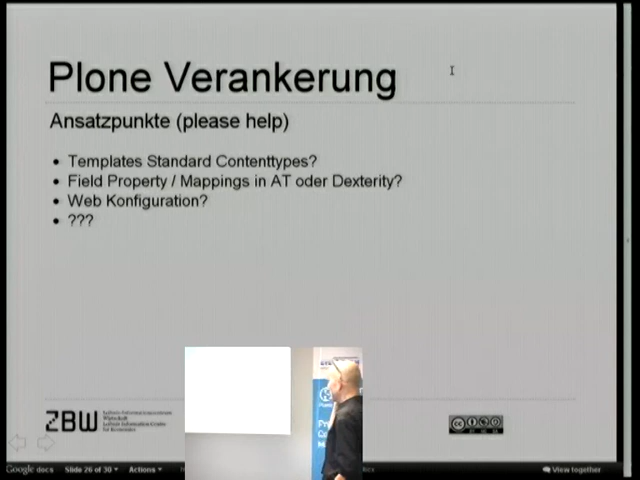 Plone Verankerung
Ansatzpunkte (please help)
• Templates Standard Contenttypes?
• Field Property / Mappings in AT oder Dexterity?
• Web Konfiguration?
• ???
ZBW
cc
Google docs
Slide 26 of 30
Actions
View together